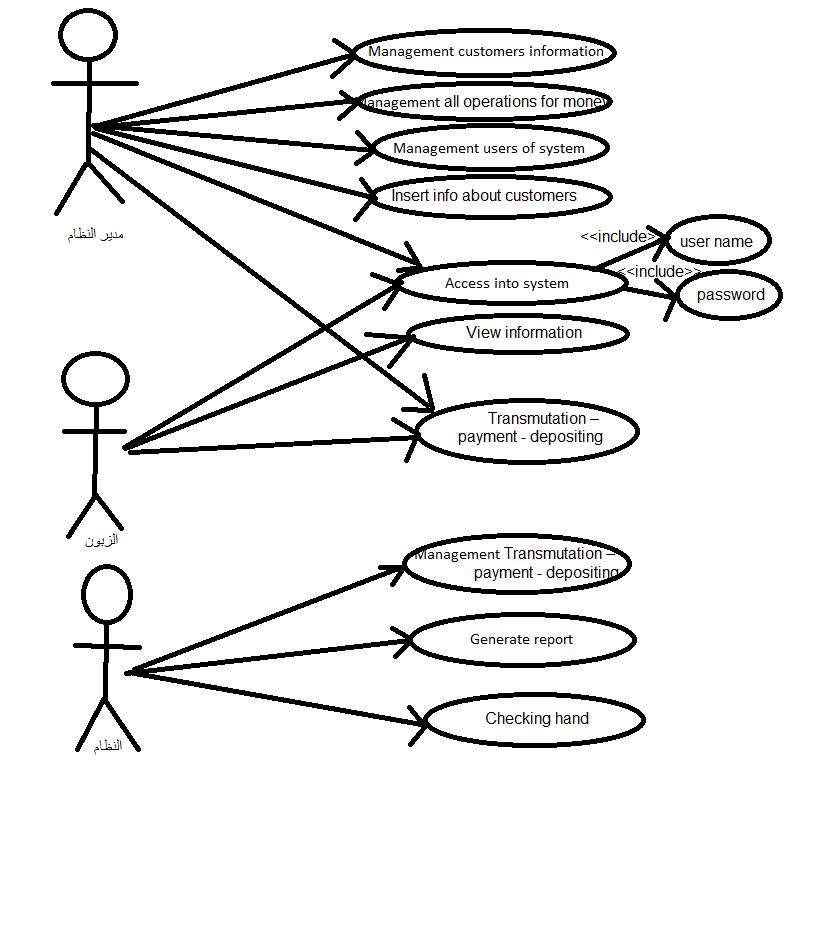 Management customers information
Management all operations for money
Management users of system
Insert info about customers
مدير النظام
<<include>
user name
<<include>>
Access into system
password
View information
Transmutation –
payment - depositing
الزبون
Management Transmutation –
payment - depositing
Generate report
Checking hand
النظام